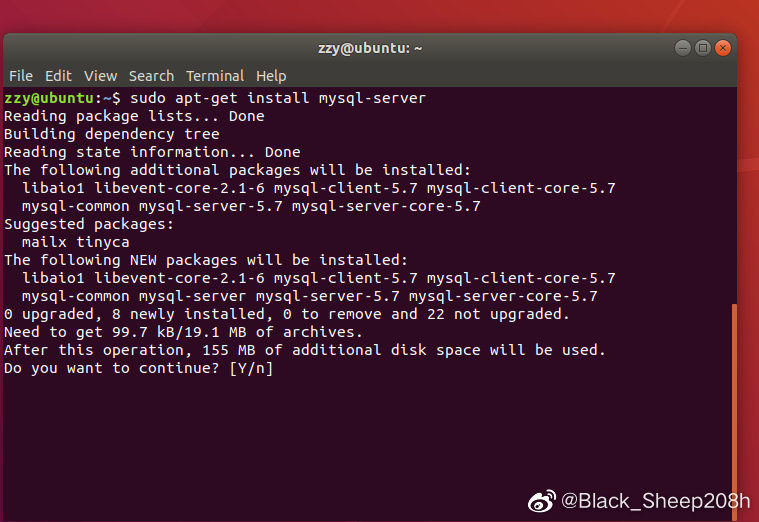 zzy@ubuntu: ~
File Edit View Search Terminal Help
zzy@ubuntu:~$ sudo apt-get install mysql-server
Reading package lists... Done
Building dependency tree
Reading state information... Done
The following additional packages will be installed:
  libaio1 libevent-core-2.1-6 mysql-client-5.7 mysql-client-core-5.7
  mysql-common mysql-server-5.7 mysql-server-core-5.7
Suggested packages:
  mailx tinyca
The following NEW packages will be installed:
  libaio1 libevent-core-2.1-6 mysql-client-5.7 mysql-client-core-5.7
  mysql-common mysql-server mysql-server-5.7 mysql-server-core-5.7
0 upgraded, 8 newly installed, 0 to remove and 22 not upgraded.
Need to get 99.7 kB/19.1 MB of archives.
After this operation, 155 MB of additional disk space will be used.
Do you want to continue? [Y/n]
@Black_Sheep208h